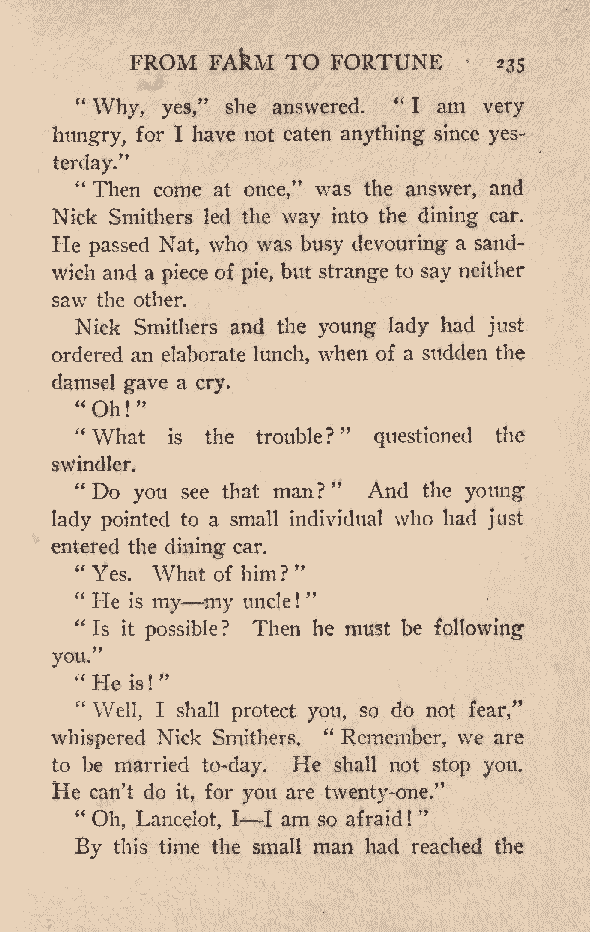 FROM FARM TO FORTUNE 235
“Why, yes,” she answered. “I am very
hungry, for I have not eaten anything since yes-
terday.”
“Then come at once,” was the answer, and
Nick Smithers led the way into the dining car.
He passed Nat, who was busy devouring a sand-
wich and a piece of pie, but strange to say neither
saw the other.
Nick Smithers and the young lady had just
ordered an elaborate lunch, when of a sudden the
damsel gave a cry.
“Oh!”
“What is the trouble?” questioned the
swindler.
“Do you see that man?” And the young
lady pointed to a small individual who had just
entered the dining car.
“Yes. What of him?”
“He is my—my uncle!”
“Is it possible? Then he must be following
you.”
“He is!”
“Well, I shall protect you, so do not fear,”
whispered Nick Smithers. “Remember, we are
to be married to-day. He shall not stop you.
He can’t do it, for you are twenty-one.”
“Oh, Lancelot, I—I am so afraid!”
By this time the small man had reached the